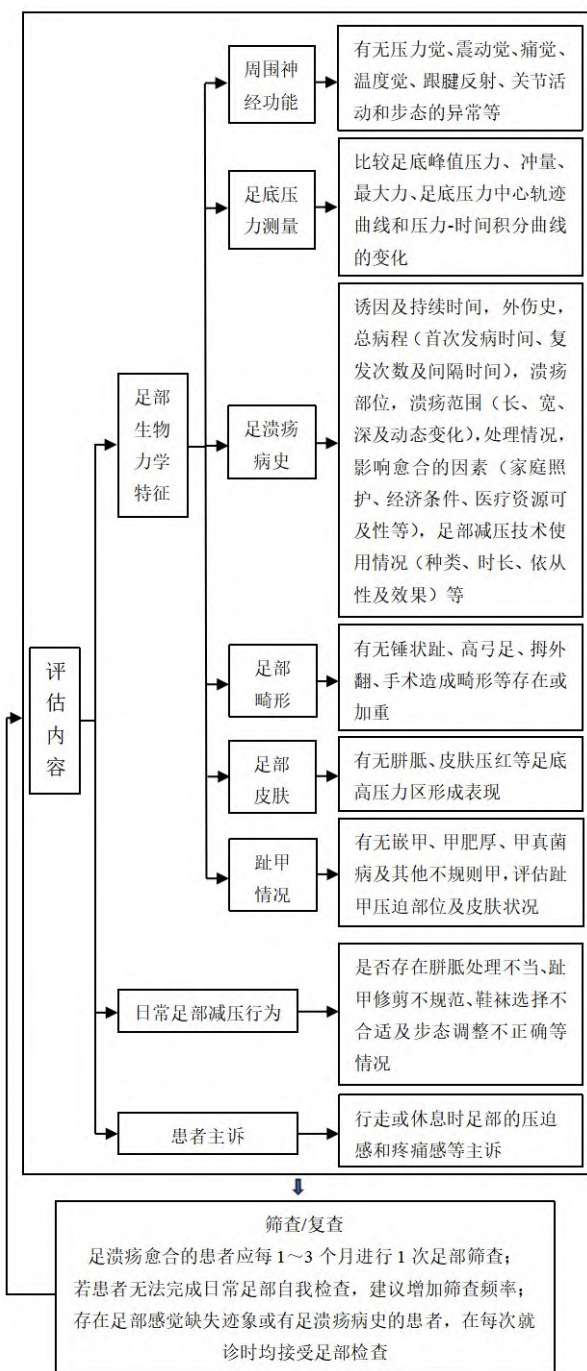 评
估
内
容
足部
生物
力学
特征
周围神
经功能
有无压力觉、震动觉、痛觉、
温度觉、跟腱反射、关节活
动和步态的异常等
足底压
力测量
比较足底峰值压力、冲量、
最大力、足底压力中心轨迹
曲线和压力-时间积分曲线
的变化
足溃疡
病史
诱因及持续时间，外伤史，
总病程（首次发病时间、复
发次数及间隔时间），溃疡
部位，溃疡范围（长、宽、
深及动态变化），处理情况，
影响愈合的因素（家庭照
护、经济条件、医疗资源可
及性等），足部减压技术使
用情况（种类、时长、依从
性及效果）等
足部
畸形
有无锤状趾、高弓足、拇外
翻、手术造成畸形等存在或
加重
足部
皮肤
有无胼胝、皮肤压红等足底
高压力区形成表现
趾甲
情况
有无嵌甲、甲肥厚、甲真菌
病及其他不规则甲，评估趾
甲压迫部位及皮肤状况
日常足部减压行为
是否存在胼胝处理不当、趾
甲修剪不规范、鞋袜选择不
合适及步态调整不正确等
情况
患者主诉
行走或休息时足部的压迫
感和疼痛感等主诉
筛查/复查
足溃疡愈合的患者应每1～3个月进行1次足部筛查；
若患者无法完成日常足部自我检查，建议增加筛查频率；
存在足部感觉缺失迹象或有足溃疡病史的患者，在每次就
诊时均接受足部检查